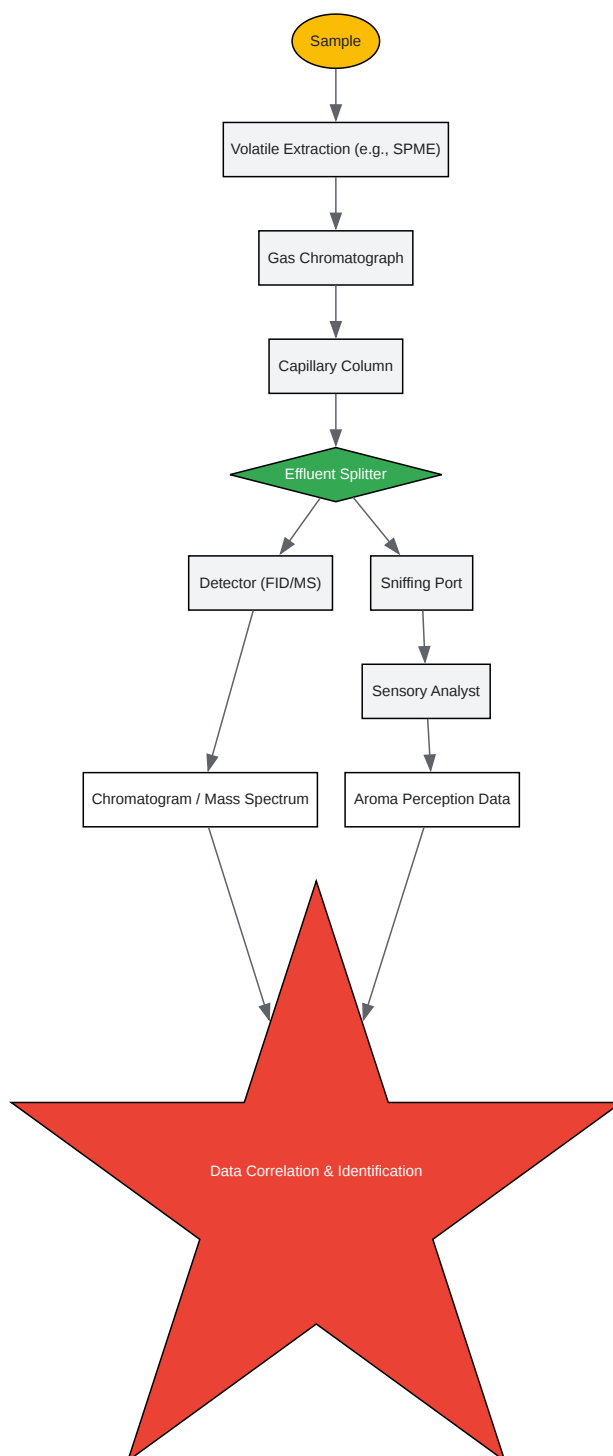 Sample
Volatile Extraction (e.g., SPME)
Gas Chromatograph
Capillary Column
Effluent Splitter
Detector (FID/MS)
Sniffing Port
Sensory Analyst
Chromatogram / Mass Spectrum
Aroma Perception Data
Data Correlation & Identification